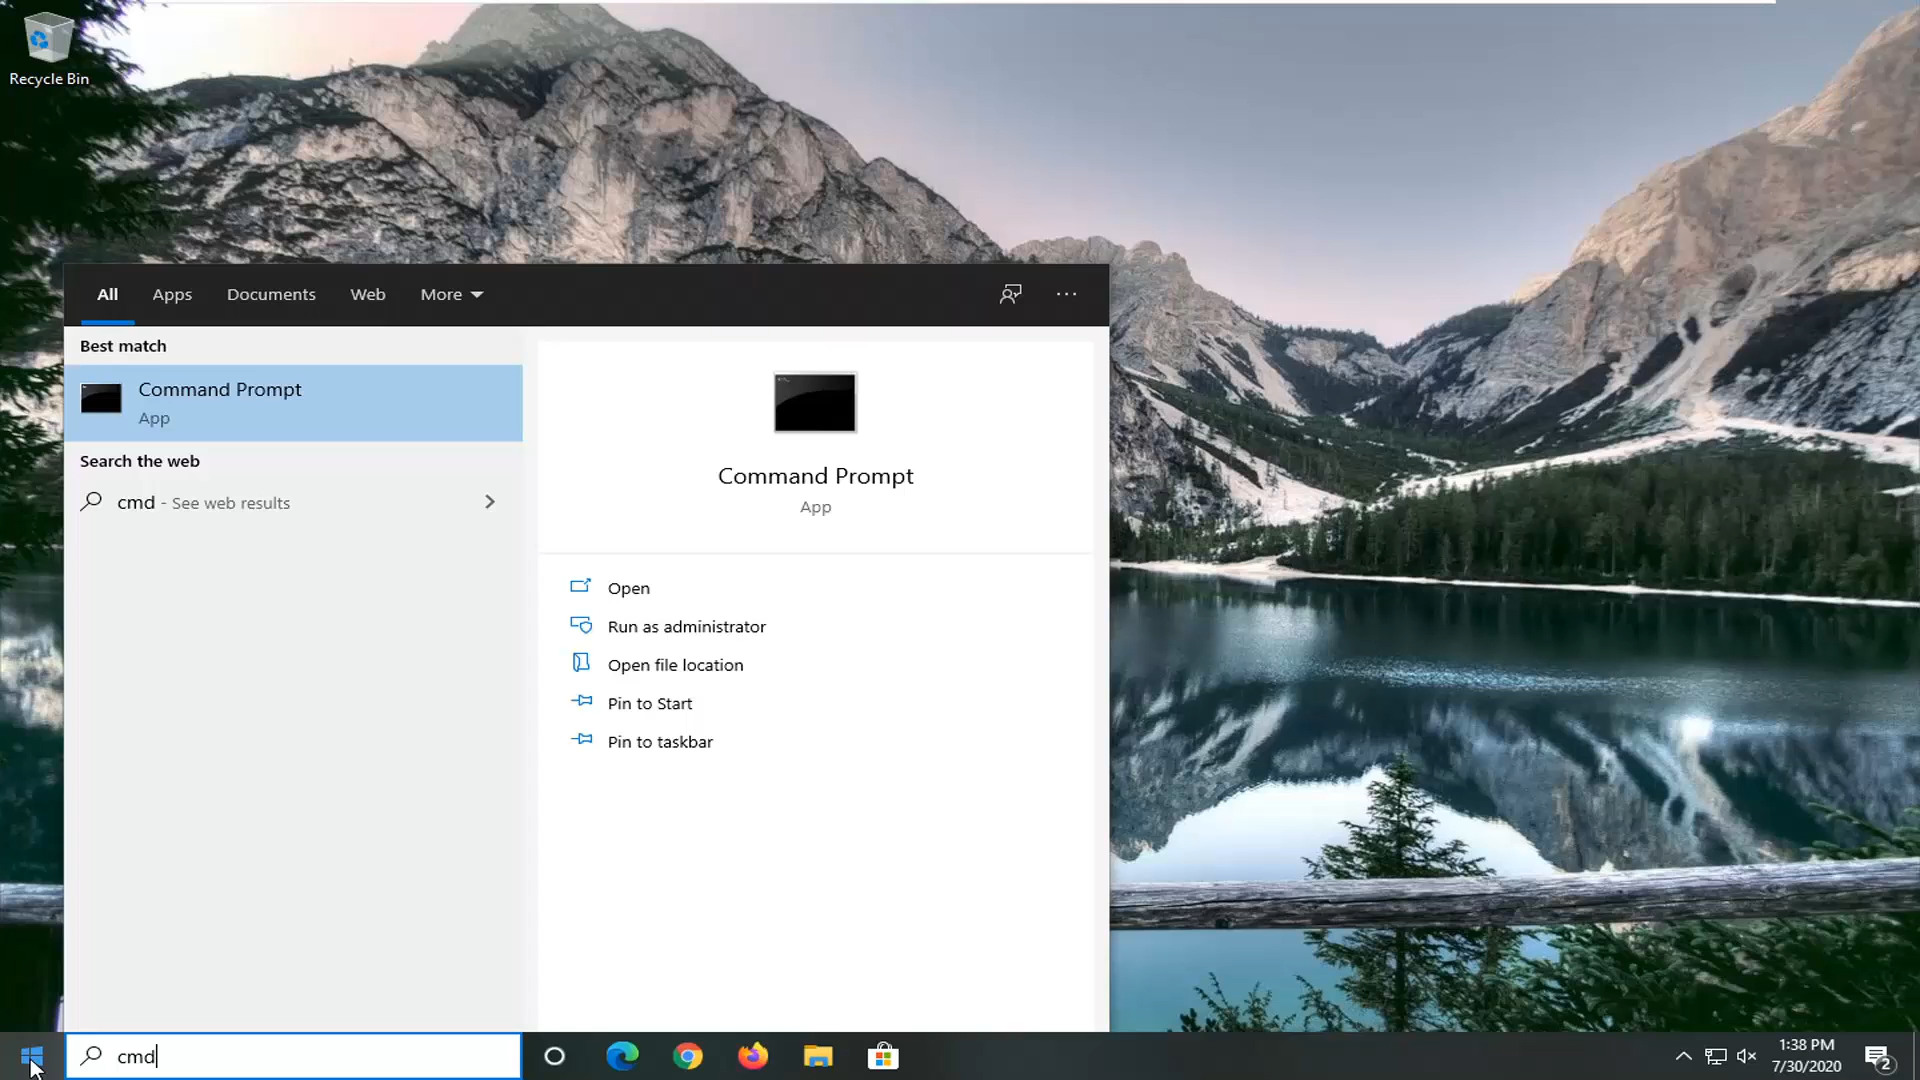 Recycle Bin
All Apps Documents Web More
Best match
Command Prompt
App
Search the web
cmd - See web results
Command Prompt
App
Open
Run as administrator
Open file location
Pin to Start
Pin to taskbar
cmd
1:38 PM
7/30/2020
2